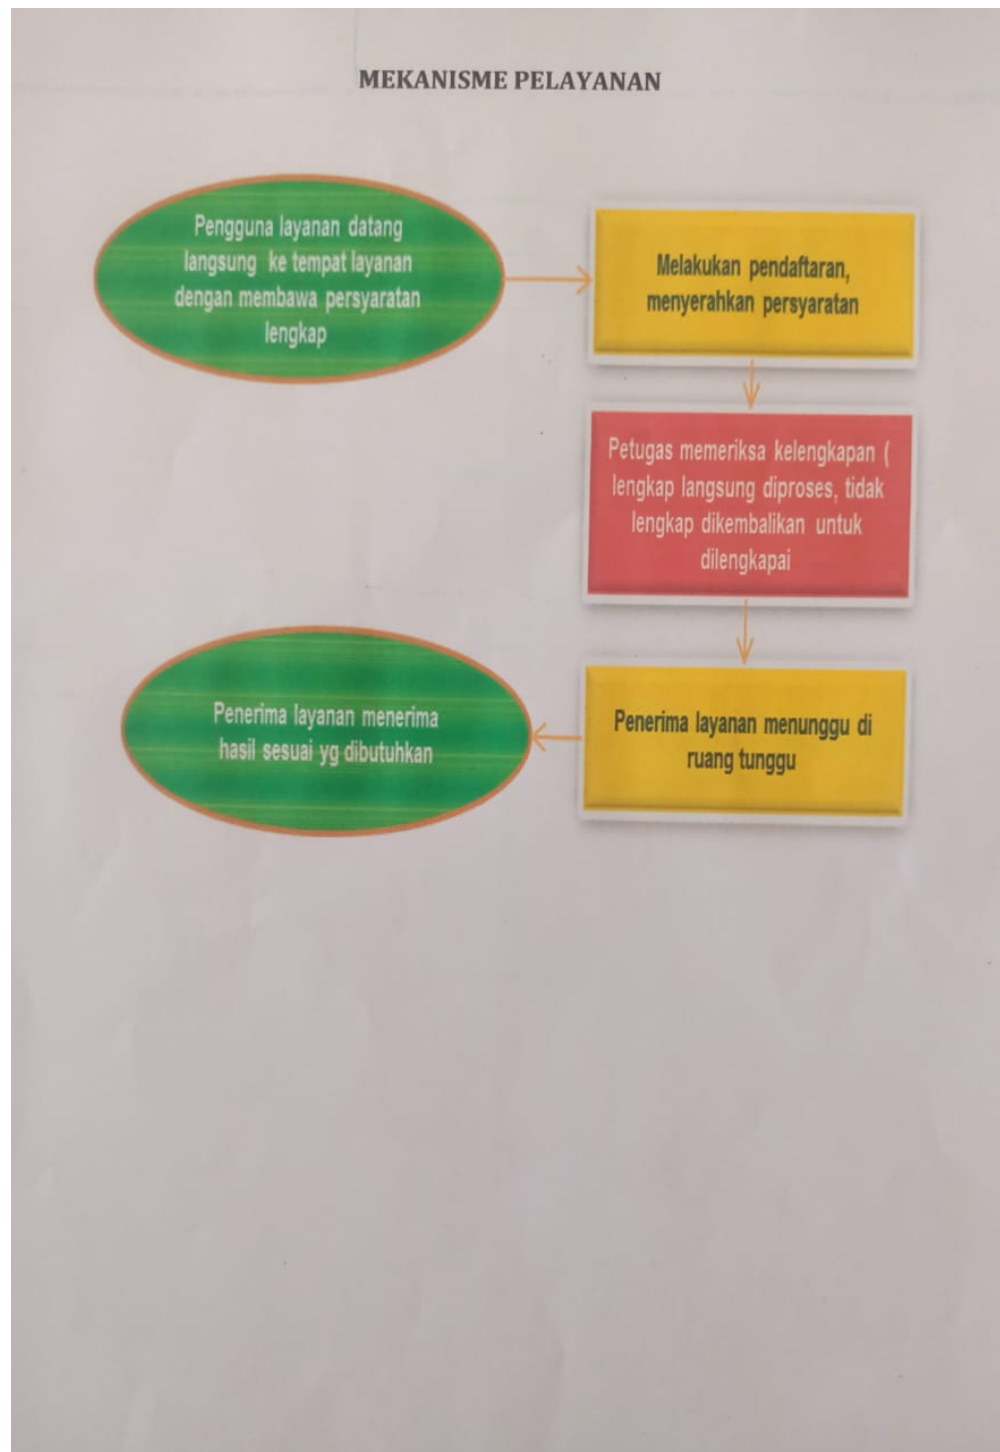 MEKANISME PELAYANAN
Pengguna layanan datang
langsung ke tempat layanan
dengan membawa persyaratan
lengkap
Melakukan pendaftaran,
menyerahkan persyaratan
Petugas memeriksa kelengkapan (
lengkap langsung diproses, tidak
lengkap dikembalikan untuk
dilengkapai
Penerima layanan menunggu di
ruang tunggu
Penerima layanan menerima
hasil sesuai yg dibutuhkan